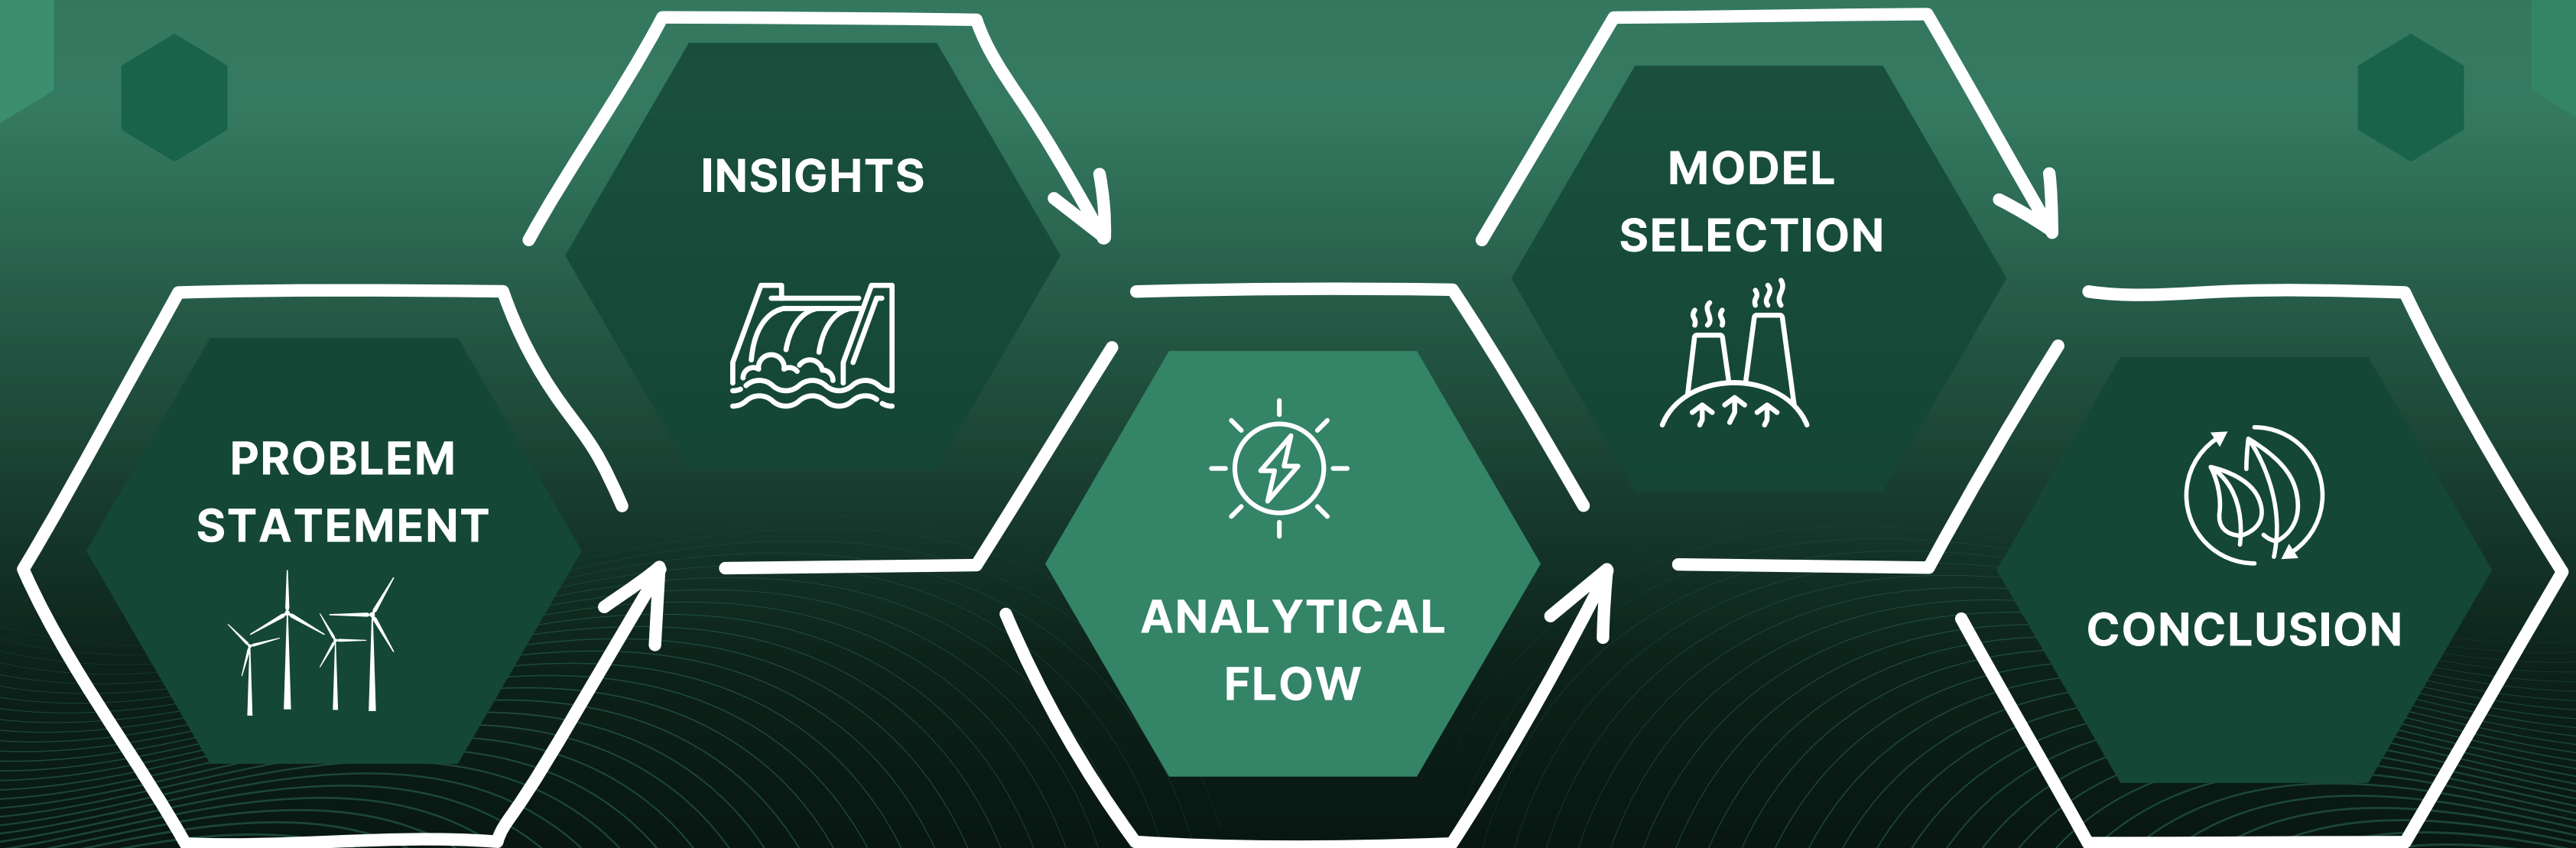 PROBLEM
STATEMENT
INSIGHTS
ANALYTICAL
FLOW
MODEL
SELECTION
CONCLUSION